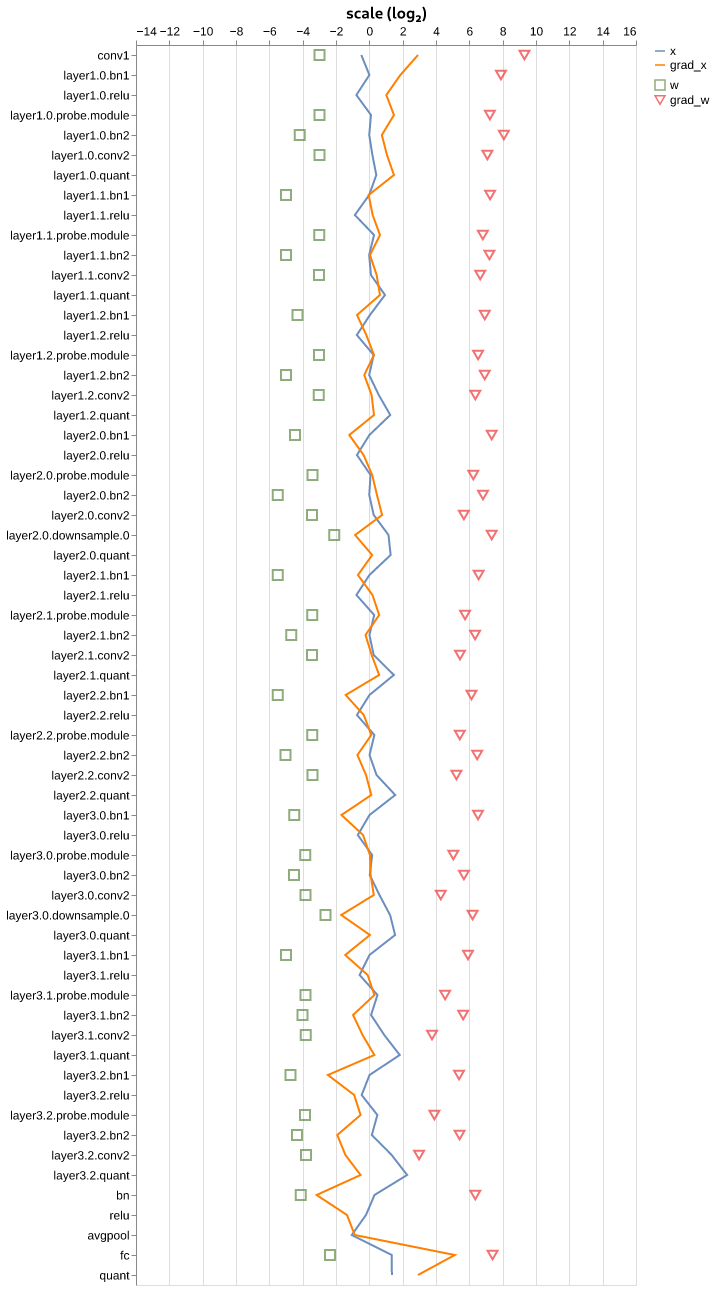 scale (log₂)
−14 −12 −10 −8 −6 −4 −2 0 2 4 6 8 10 12 14 16
x
grad_x
w
grad_w
conv1
layer1.0.bn1
layer1.0.relu
layer1.0.probe.module
layer1.0.bn2
layer1.0.conv2
layer1.0.quant
layer1.1.bn1
layer1.1.relu
layer1.1.probe.module
layer1.1.bn2
layer1.1.conv2
layer1.1.quant
layer1.2.bn1
layer1.2.relu
layer1.2.probe.module
layer1.2.bn2
layer1.2.conv2
layer1.2.quant
layer2.0.bn1
layer2.0.relu
layer2.0.probe.module
layer2.0.bn2
layer2.0.conv2
layer2.0.downsample.0
layer2.0.quant
layer2.1.bn1
layer2.1.relu
layer2.1.probe.module
layer2.1.bn2
layer2.1.conv2
layer2.1.quant
layer2.2.bn1
layer2.2.relu
layer2.2.probe.module
layer2.2.bn2
layer2.2.conv2
layer2.2.quant
layer3.0.bn1
layer3.0.relu
layer3.0.probe.module
layer3.0.bn2
layer3.0.conv2
layer3.0.downsample.0
layer3.0.quant
layer3.1.bn1
layer3.1.relu
layer3.1.probe.module
layer3.1.bn2
layer3.1.conv2
layer3.1.quant
layer3.2.bn1
layer3.2.relu
layer3.2.probe.module
layer3.2.bn2
layer3.2.conv2
layer3.2.quant
bn
relu
avgpool
fc
quant